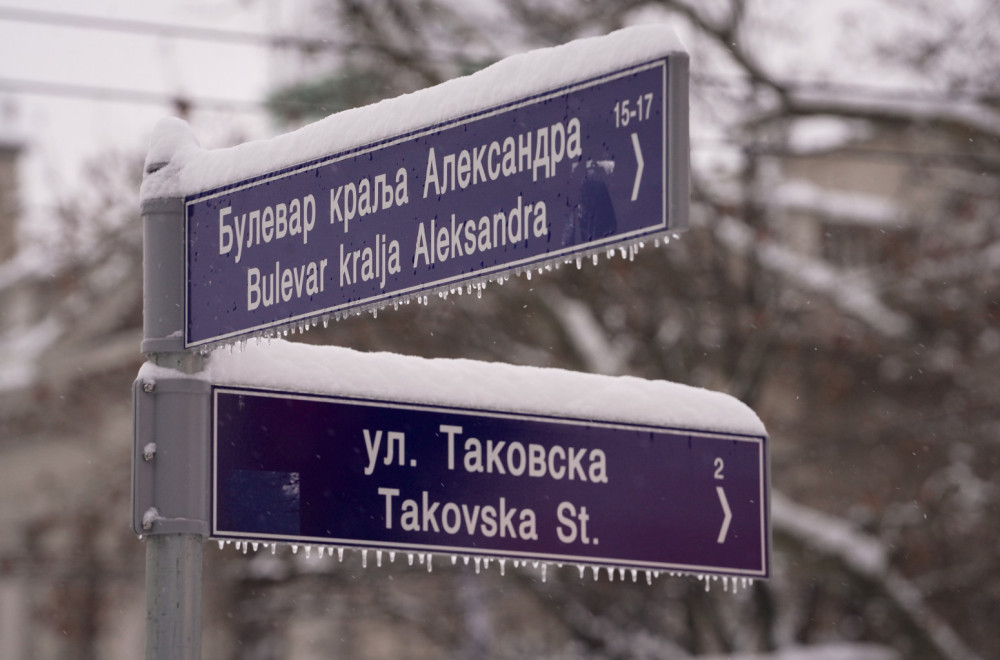 15-17
Булевар краља Александра
Bulevar kralja Aleksandra
ул. Таковска
2
Takovska St.